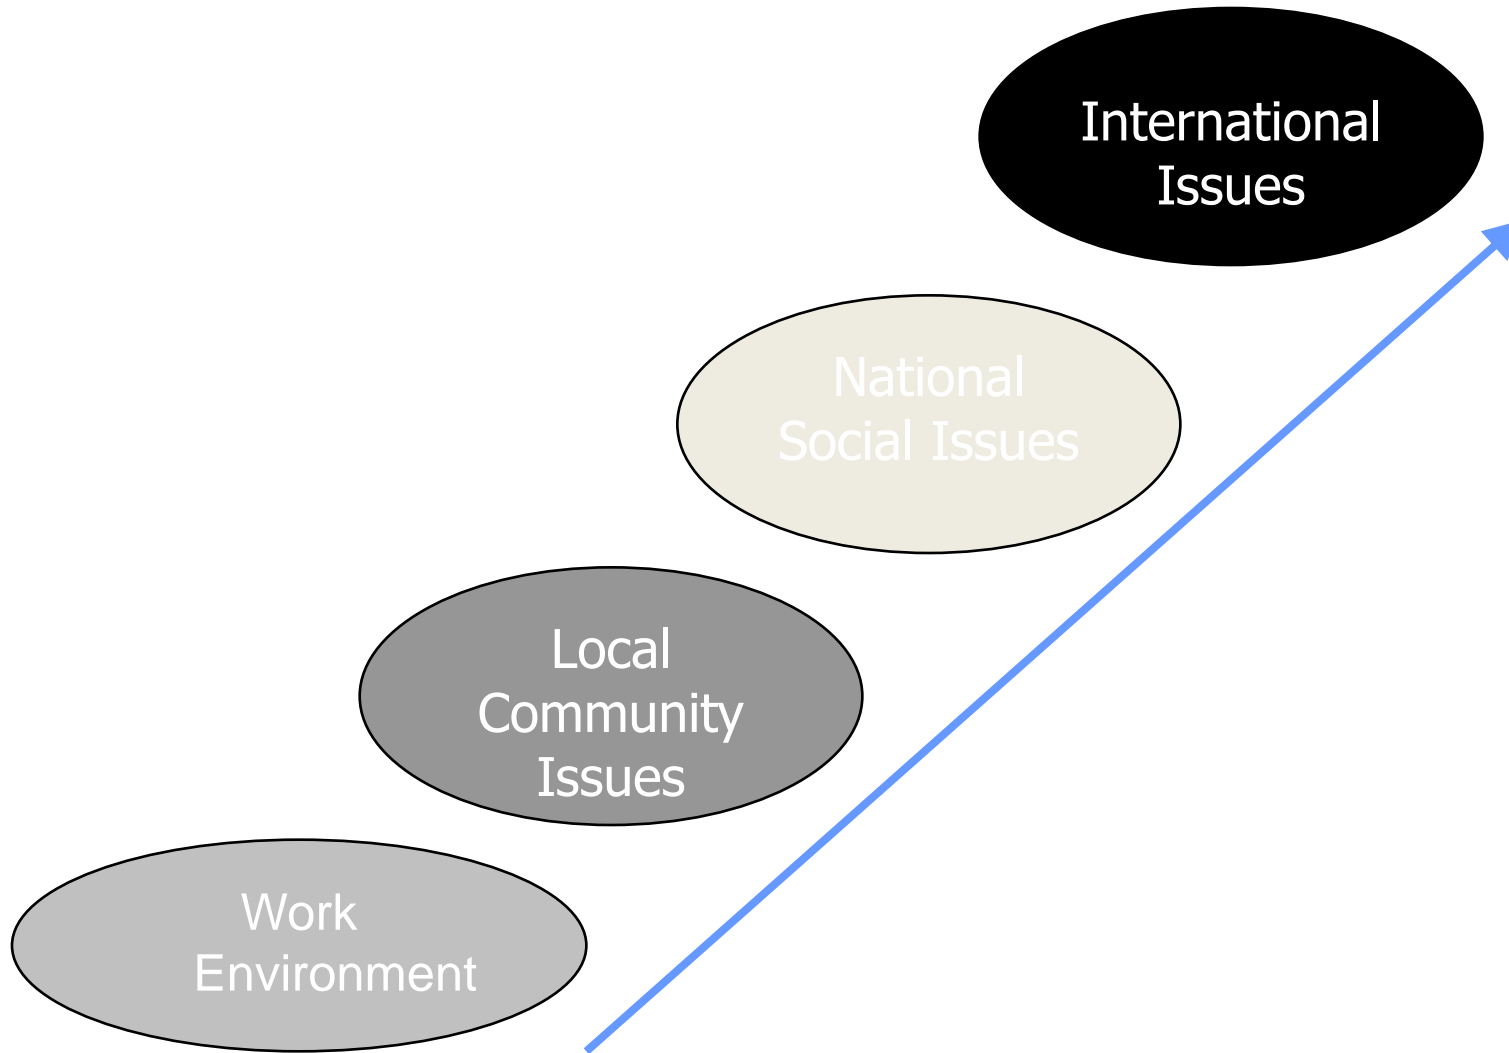 International
Issues
National
Social Issues
Local
Community
Issues
Work
Environment